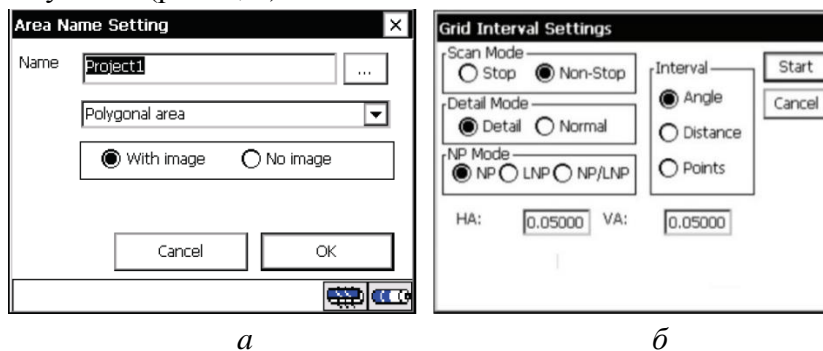 Area Name Setting
Name
Project1
...
Polygonal area
With image
No image
Cancel
OK
а
Grid Interval Settings
Scan Mode
Stop
Non-Stop
Detail Mode
Detail
Normal
NP Mode
NP
LNP
NP/LNP
Interval
Angle
Distance
Points
Start
Cancel
HA:
0.05000
VA:
0.05000
б